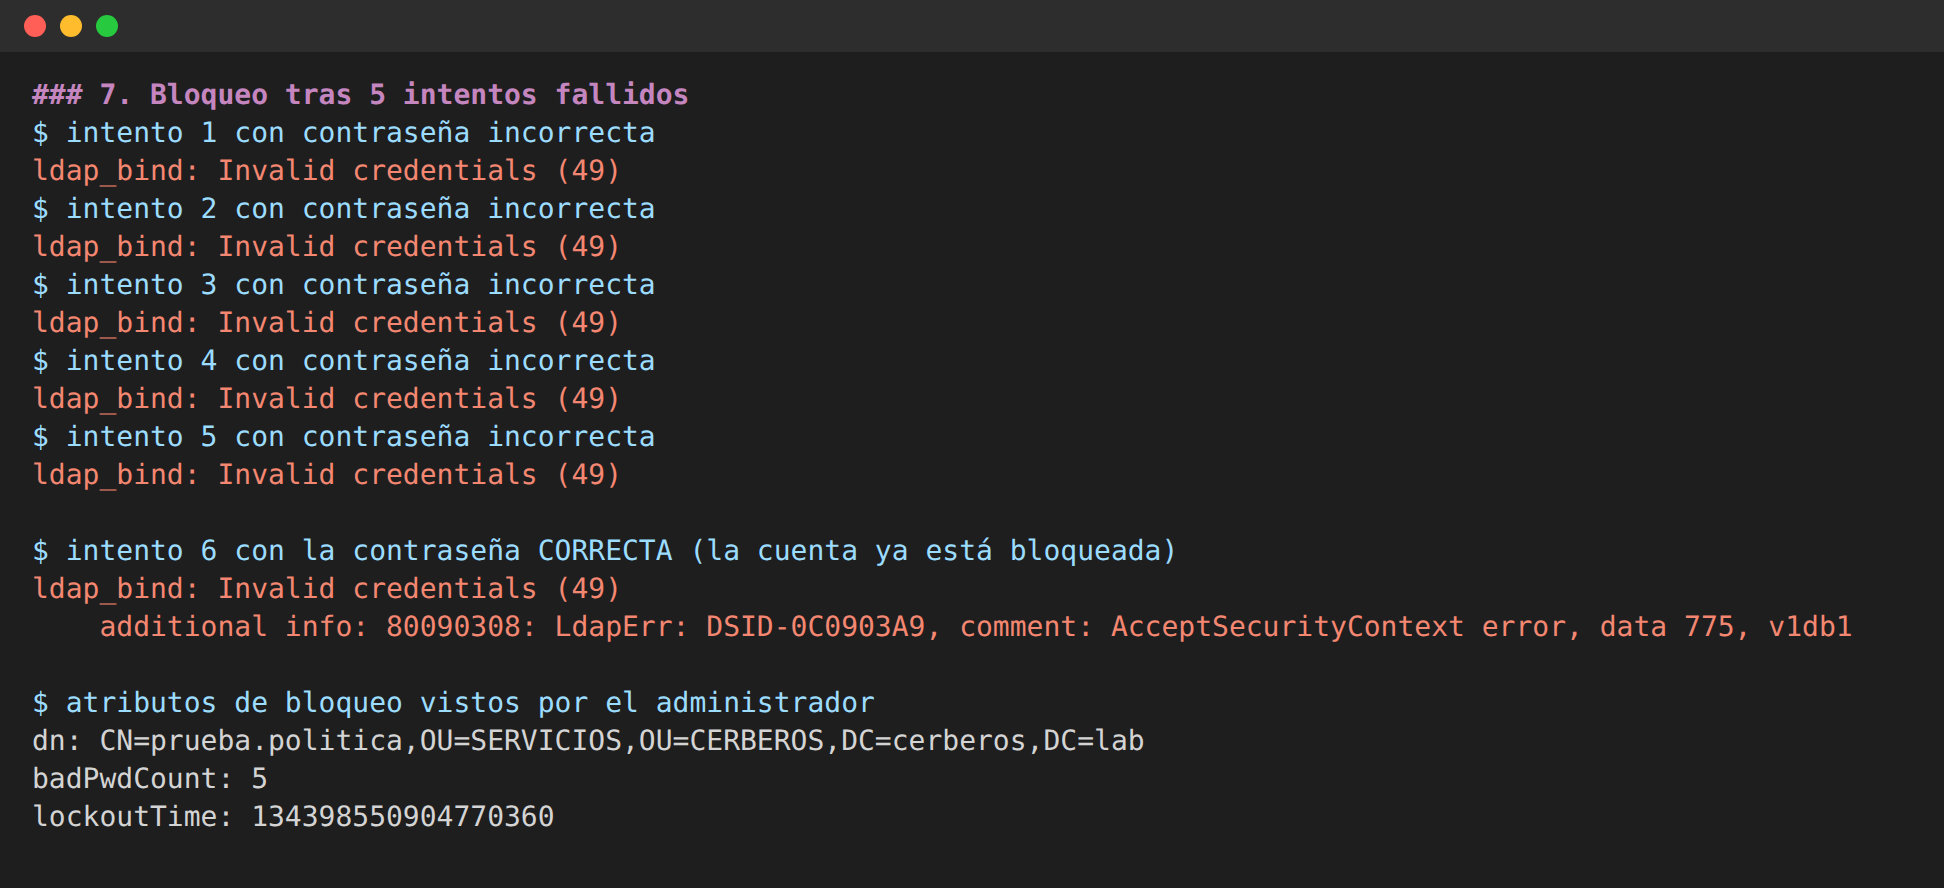 ### 7. Bloqueo tras 5 intentos fallidos
$ intento 1 con contraseña incorrecta
ldap_bind: Invalid credentials (49)
$ intento 2 con contraseña incorrecta
ldap_bind: Invalid credentials (49)
$ intento 3 con contraseña incorrecta
ldap_bind: Invalid credentials (49)
$ intento 4 con contraseña incorrecta
ldap_bind: Invalid credentials (49)
$ intento 5 con contraseña incorrecta
ldap_bind: Invalid credentials (49)
$ intento 6 con la contraseña CORRECTA (la cuenta ya está bloqueada)
ldap_bind: Invalid credentials (49)
additional info: 80090308: LdapErr: DSID-0C0903A9, comment: AcceptSecurityContext error, data 775, v1db1
$ atributos de bloqueo vistos por el administrador
dn: CN=prueba.politica,OU=SERVICIOS,OU=CERBEROS,DC=cerberos,DC=lab
badPwdCount: 5
lockoutTime: 134398550904770360